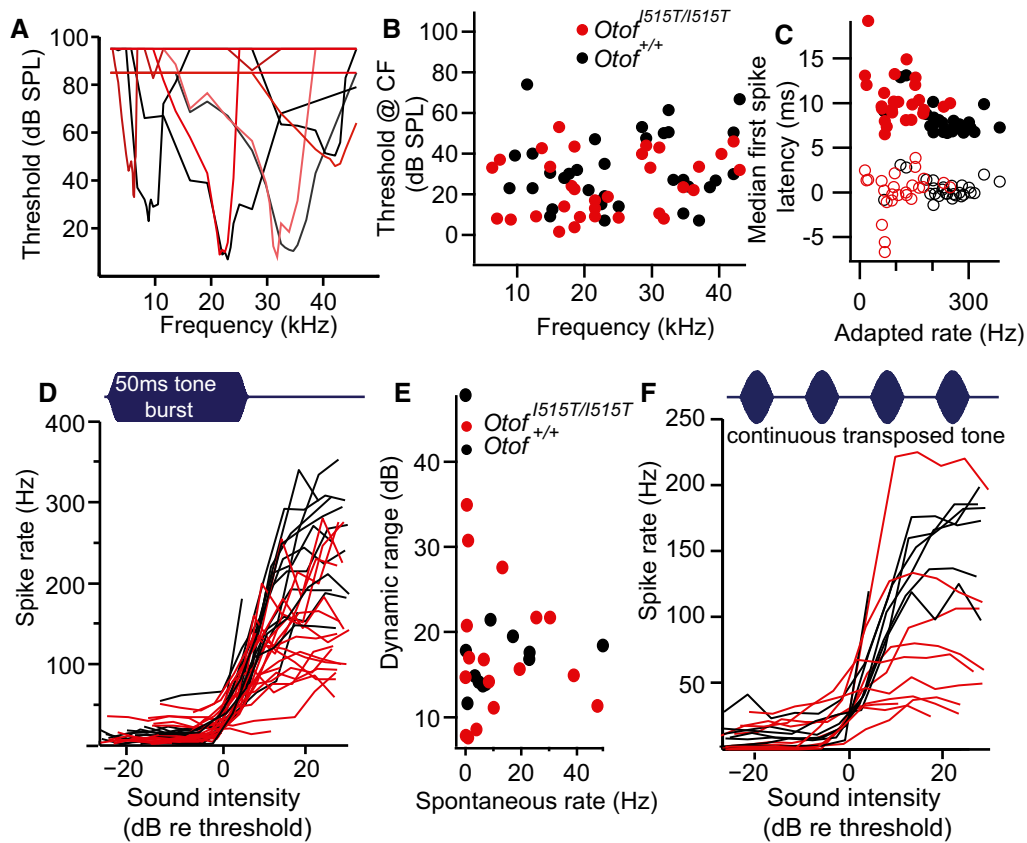 A
Threshold (dB SPL)
100
80
60
40
20
10
20
30
40
Frequency (kHz)
B
Threshold @ CF
(dB SPL)
100
80
60
40
20
0
10
20
30
40
Frequency (kHz)
Otof I515T/I515T
Otof +/+
C
Median first spike
latency (ms)
15
10
5
0
-5
0
300
Adapted rate (Hz)
D
50ms tone
burst
Spike rate (Hz)
400
300
200
100
−20
0
20
Sound intensity
(dB re threshold)
E
Otof I515T/I515T
Otof +/+
Dynamic range (dB)
40
30
20
10
0
20
40
Spontaneous rate (Hz)
F
continuous transposed tone
Spike rate (Hz)
250
200
150
100
50
−20
0
20
Sound intensity
(dB re threshold)